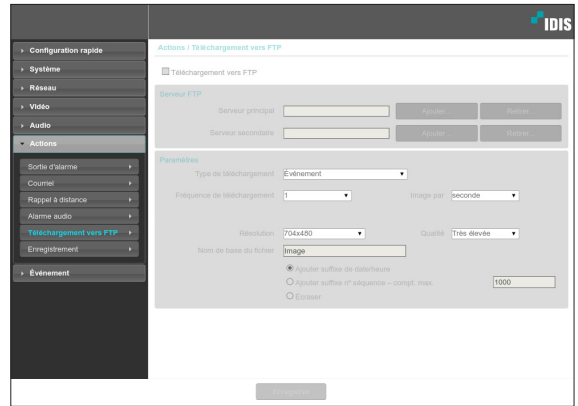 IDIS
Configuration rapide
Système
Réseau
Vidéo
Audio
Actions
Sortie d'alarme
Courriel
Rappel à distance
Alarme audio
Téléchargement vers FTP
Enregistrement
Événement
Actions / Téléchargement vers FTP
Téléchargement vers FTP
Serveur FTP
Serveur principal Ajouter... Retirer...
Serveur secondaire Ajouter... Retirer...
Paramètres
Type de téléchargement Événement
Fréquence de téléchargement 1 Image par seconde
Résolution 704x480 Qualité Très élevée
Nom de base du fichier Image
Ajouter suffixe de date/heure
Ajouter suffixe n° séquence – compt. max. 1000
Écraser
Enregistrer